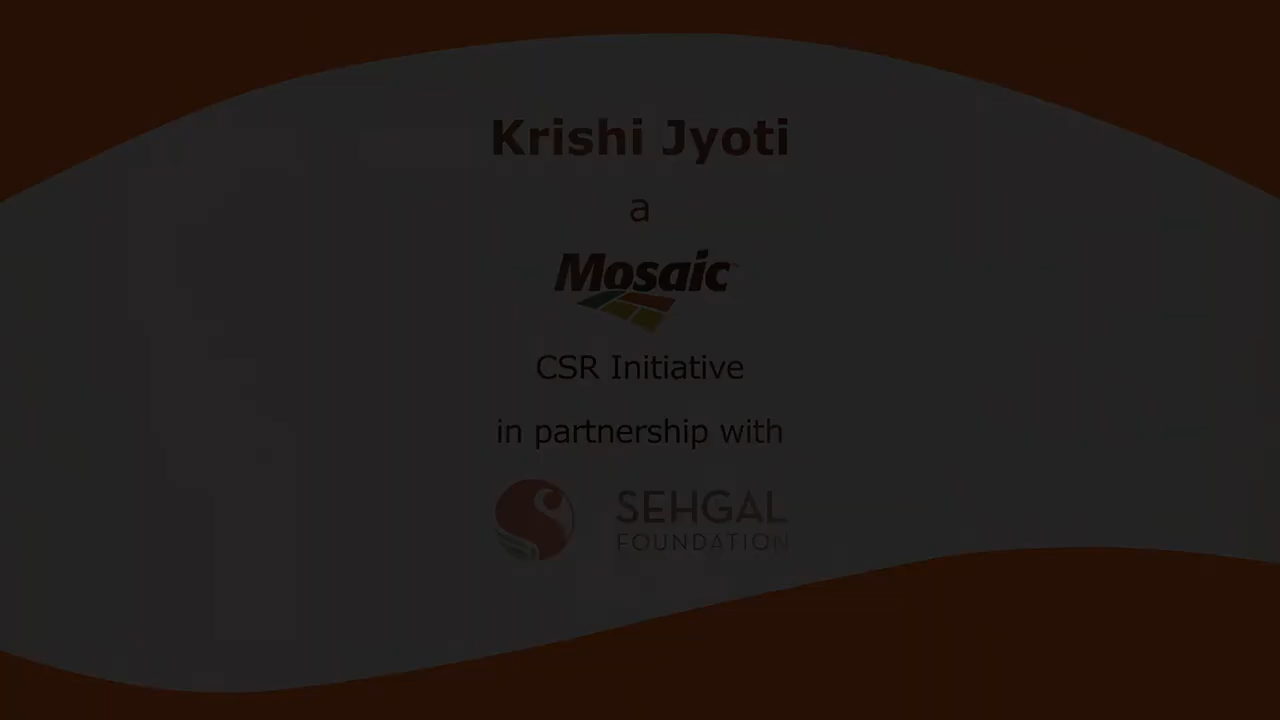 Krishi Jyoti
a
Mosaic
CSR Initiative
in partnership with
SEHGAL
FOUNDATION